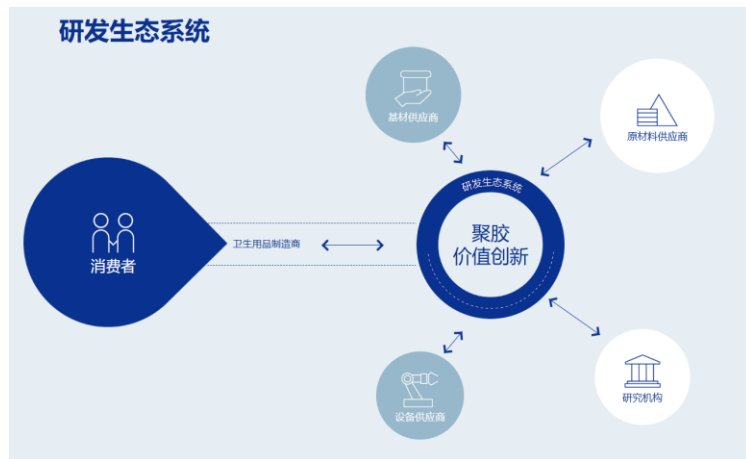 研发生态系统
基材供应商
原材料供应商
研发生态系统
聚胶
价值创新
卫生用品制造商
消费者
设备供应商
研究机构